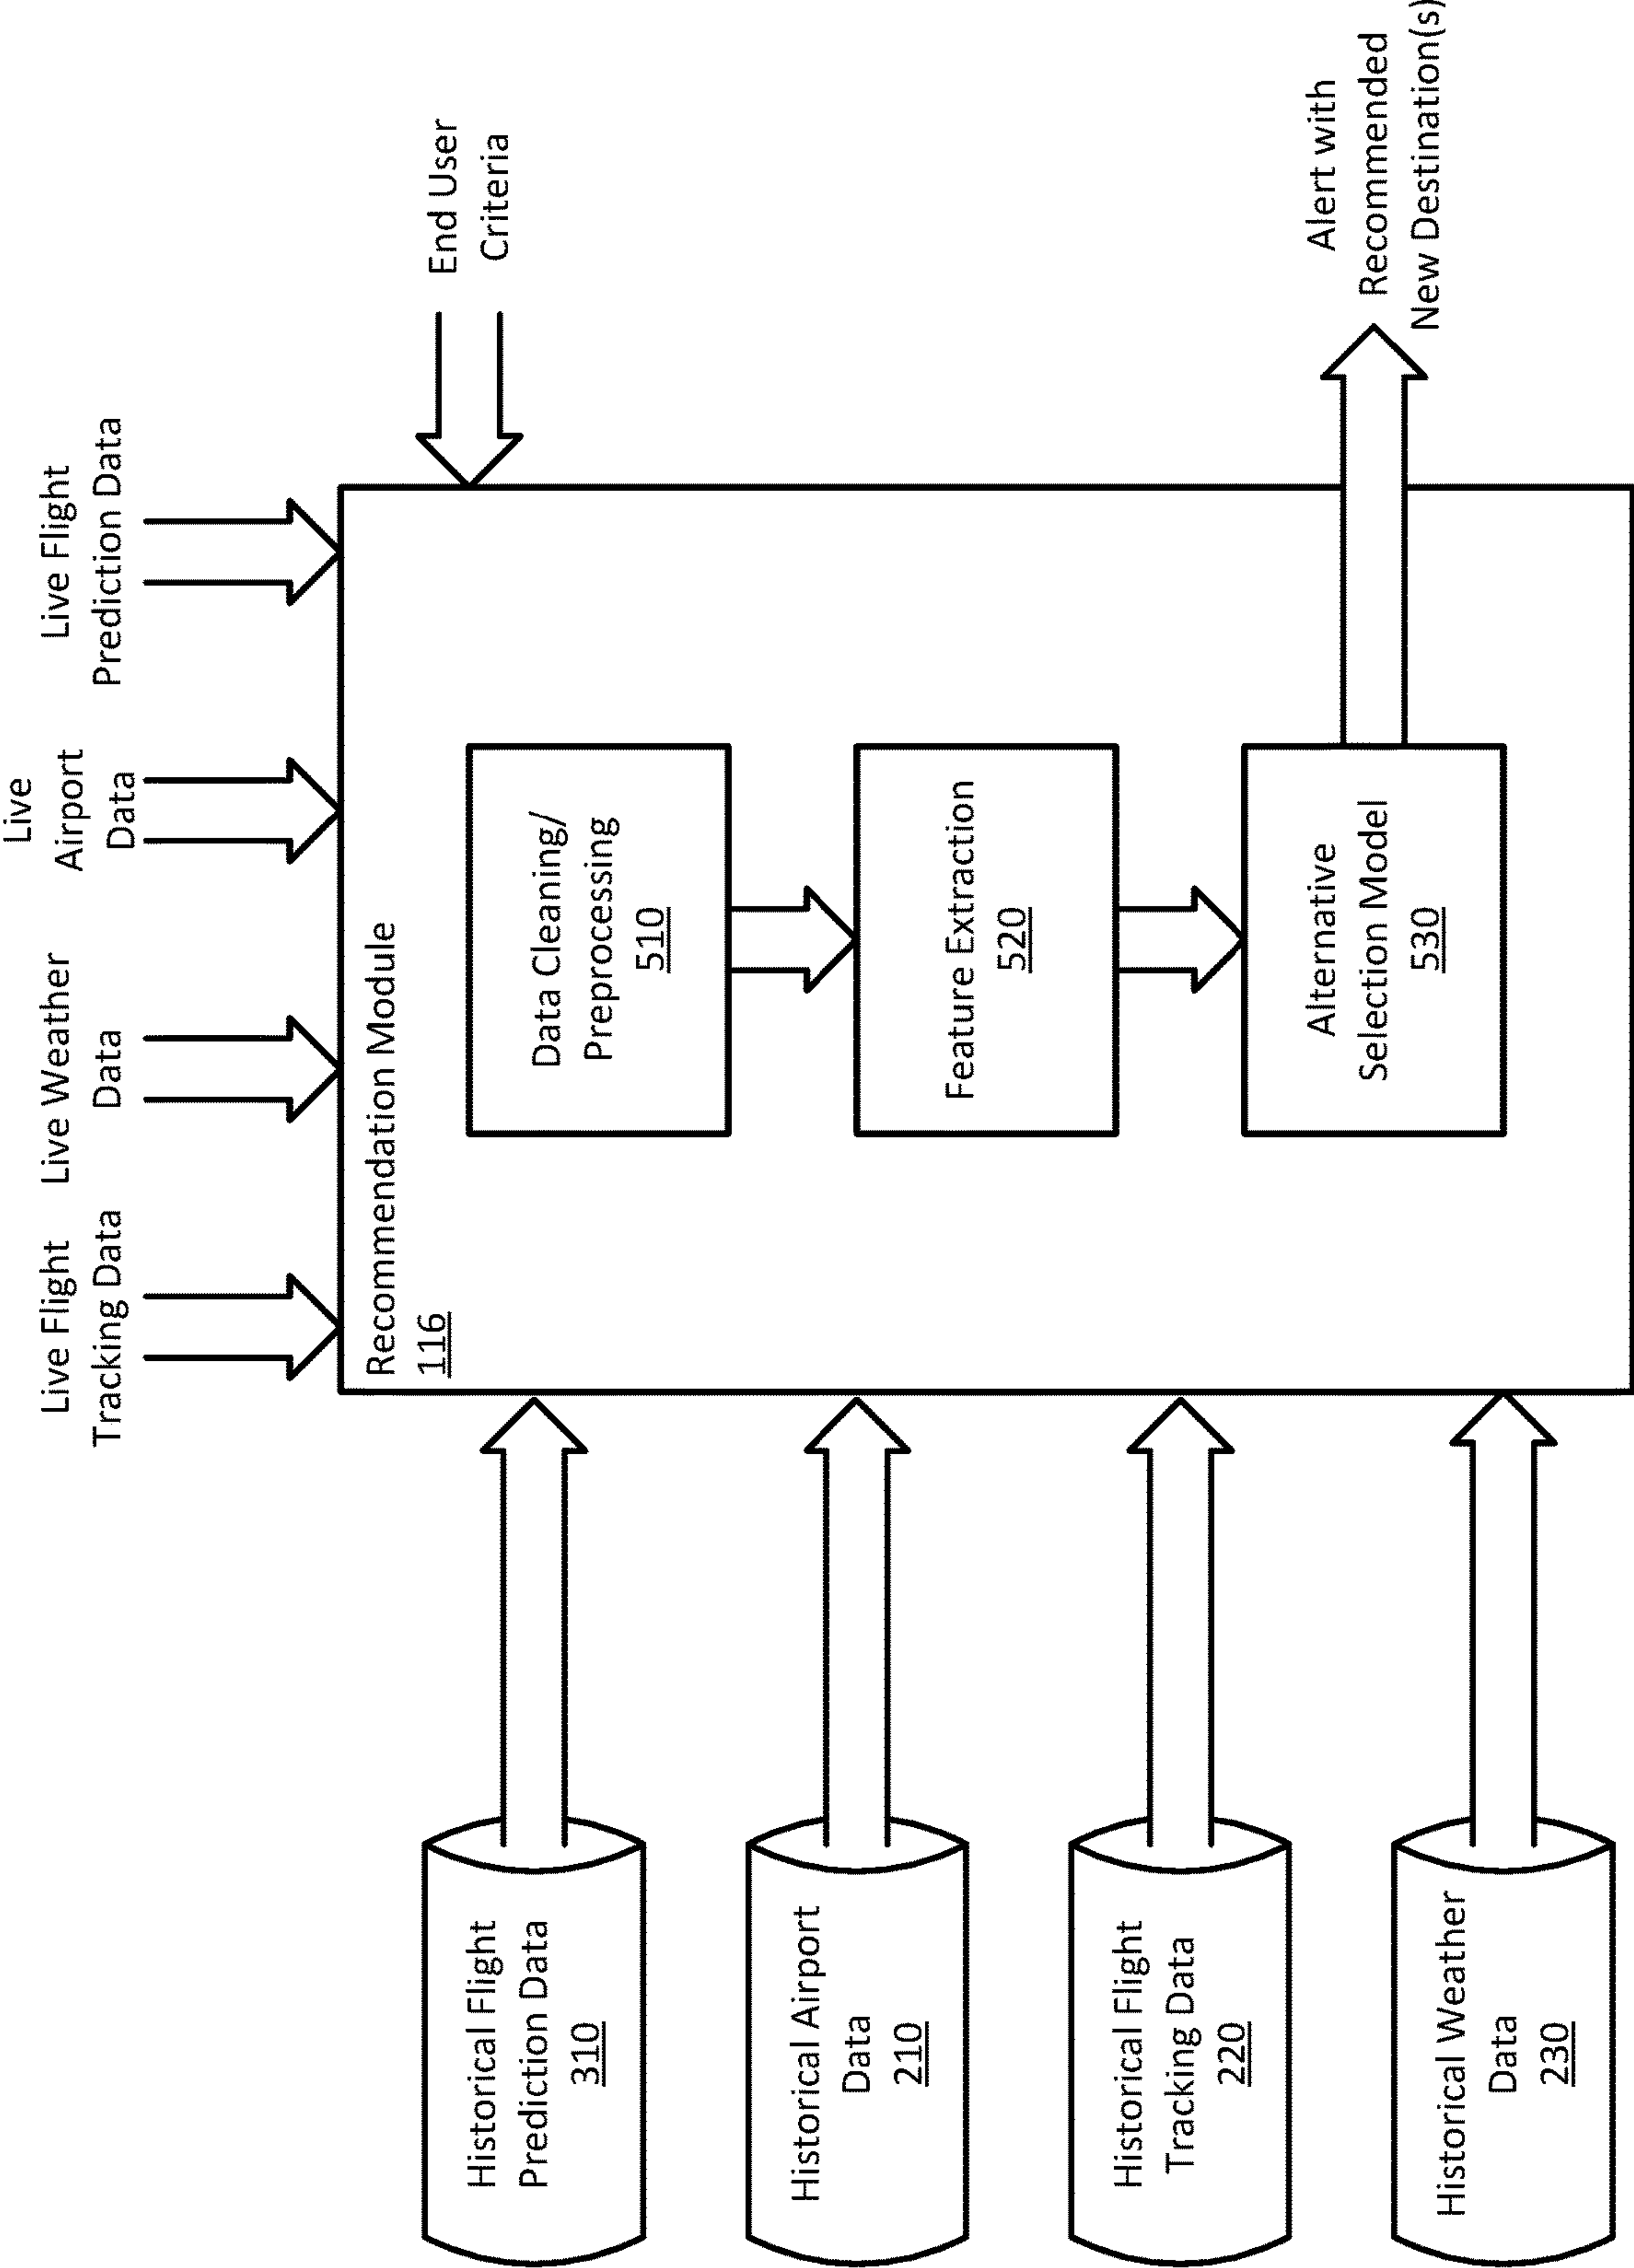 Live Flight
Tracking Data
Live Weather
Data
Live
Airport
Data
Live Flight
Prediction Data
Historical Flight
Prediction Data
310
Historical Airport
Data
210
Historical Flight
Tracking Data
220
Historical Weather
Data
230
Recommendation Module
116
Data Cleaning/
Preprocessing
510
Feature Extraction
520
Alternative
Selection Model
530
End User
Criteria
Alert with
Recommended
New Destination(s)